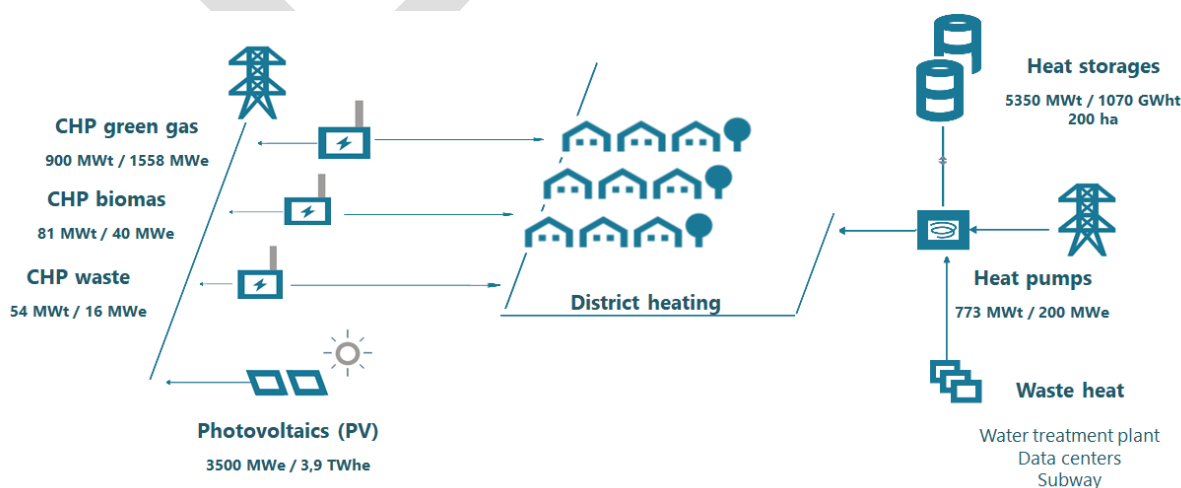 CHP green gas
900 MWt / 1558 MWe
CHP biomas
81 MWt / 40 MWe
CHP waste
54 MWt / 16 MWe
Photovoltaics (PV)
3500 MWe / 3,9 TWhe
District heating
Heat storages
5350 MWt / 1070 GWht
200 ha
Heat pumps
773 MWt / 200 MWe
Waste heat
Water treatment plant
Data centers
Subway